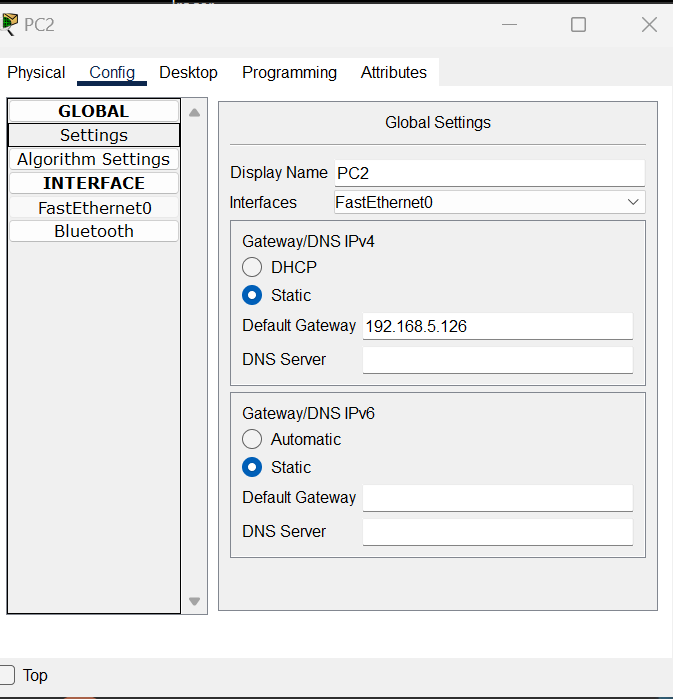 PC2
Physical Config Desktop Programming Attributes
GLOBAL
Settings
Algorithm Settings
INTERFACE
FastEthernet0
Bluetooth
Global Settings
Display Name PC2
Interfaces FastEthernet0
Gateway/DNS IPv4
DHCP
Static
Default Gateway 192.168.5.126
DNS Server
Gateway/DNS IPv6
Automatic
Static
Default Gateway
DNS Server
Top